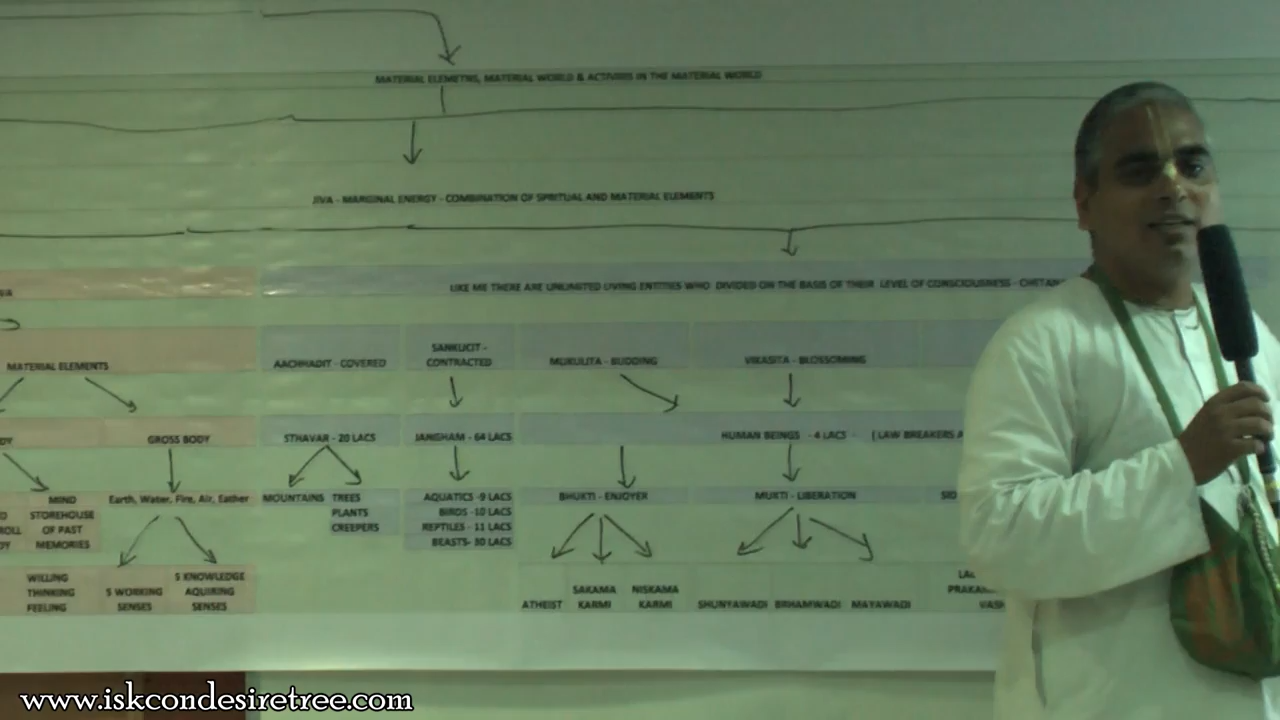 MATERIAL ELEMETNS, MATERIAL WORLD & ACTIVIRES IN THE MATERIAL WORLD
JIVA - MARGINAL ENERGY - COMBINATION OF SPIRITUAL AND MATERIAL ELEMENTS
LIKE ME THERE ARE UNLIMITED LIVING ENTITIES WHO DIVIDED ON THE BASIS OF THEIR LEVEL OF CONSCIOUSNESS - CHETAN
MATERIAL ELEMENTS
AACHHADIT - COVERED
SANKUCIT -
CONTRACTED
MUKULITA - BUDDING
VIKASITA - BLOSSOMING
DY
GROSS BODY
STHAVAR - 20 LACS
JANGHAM - 64 LACS
HUMAN BEINGS - 4 LACS ( LAW BREAKERS A
MIND
STOREHOUSE
OF PAST
MEMORIES
Earth, Water, Fire, Air, Eather
MOUNTAINS
TREES
PLANTS
CREEPERS
AQUATICS -9 LACS
BIRDS -10 LACS
REPTILES - 11 LACS
BEASTS- 30 LACS
BHUKTI - ENJOYER
MUKTI - LIBERATION
WILLING
THINKING
FEELING
5 WORKING
SENSES
5 KNOWLEDGE
AQUIRING
SENSES
ATHEIST
SAKAMA
KARMI
NISKAMA
KARMI
SHUNYAWADI
BRHAMWADI
MAYAWADI
www.iskcondesiretree.com